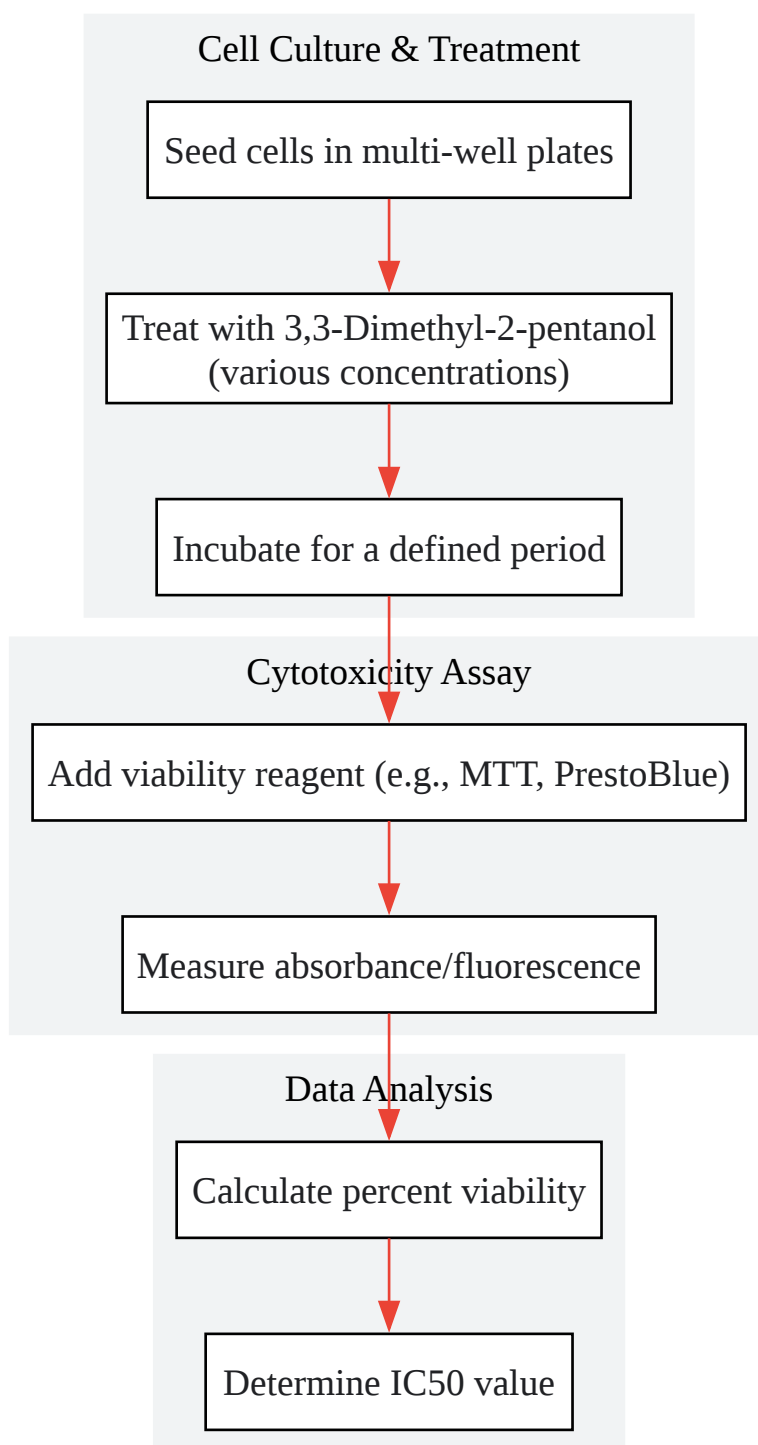 Cell Culture & Treatment
Seed cells in multi-well plates
Treat with 3,3-Dimethyl-2-pentanol
(various concentrations)
Incubate for a defined period
Cytotoxicity Assay
Add viability reagent (e.g., MTT, PrestoBlue)
Measure absorbance/fluorescence
Data Analysis
Calculate percent viability
Determine IC50 value